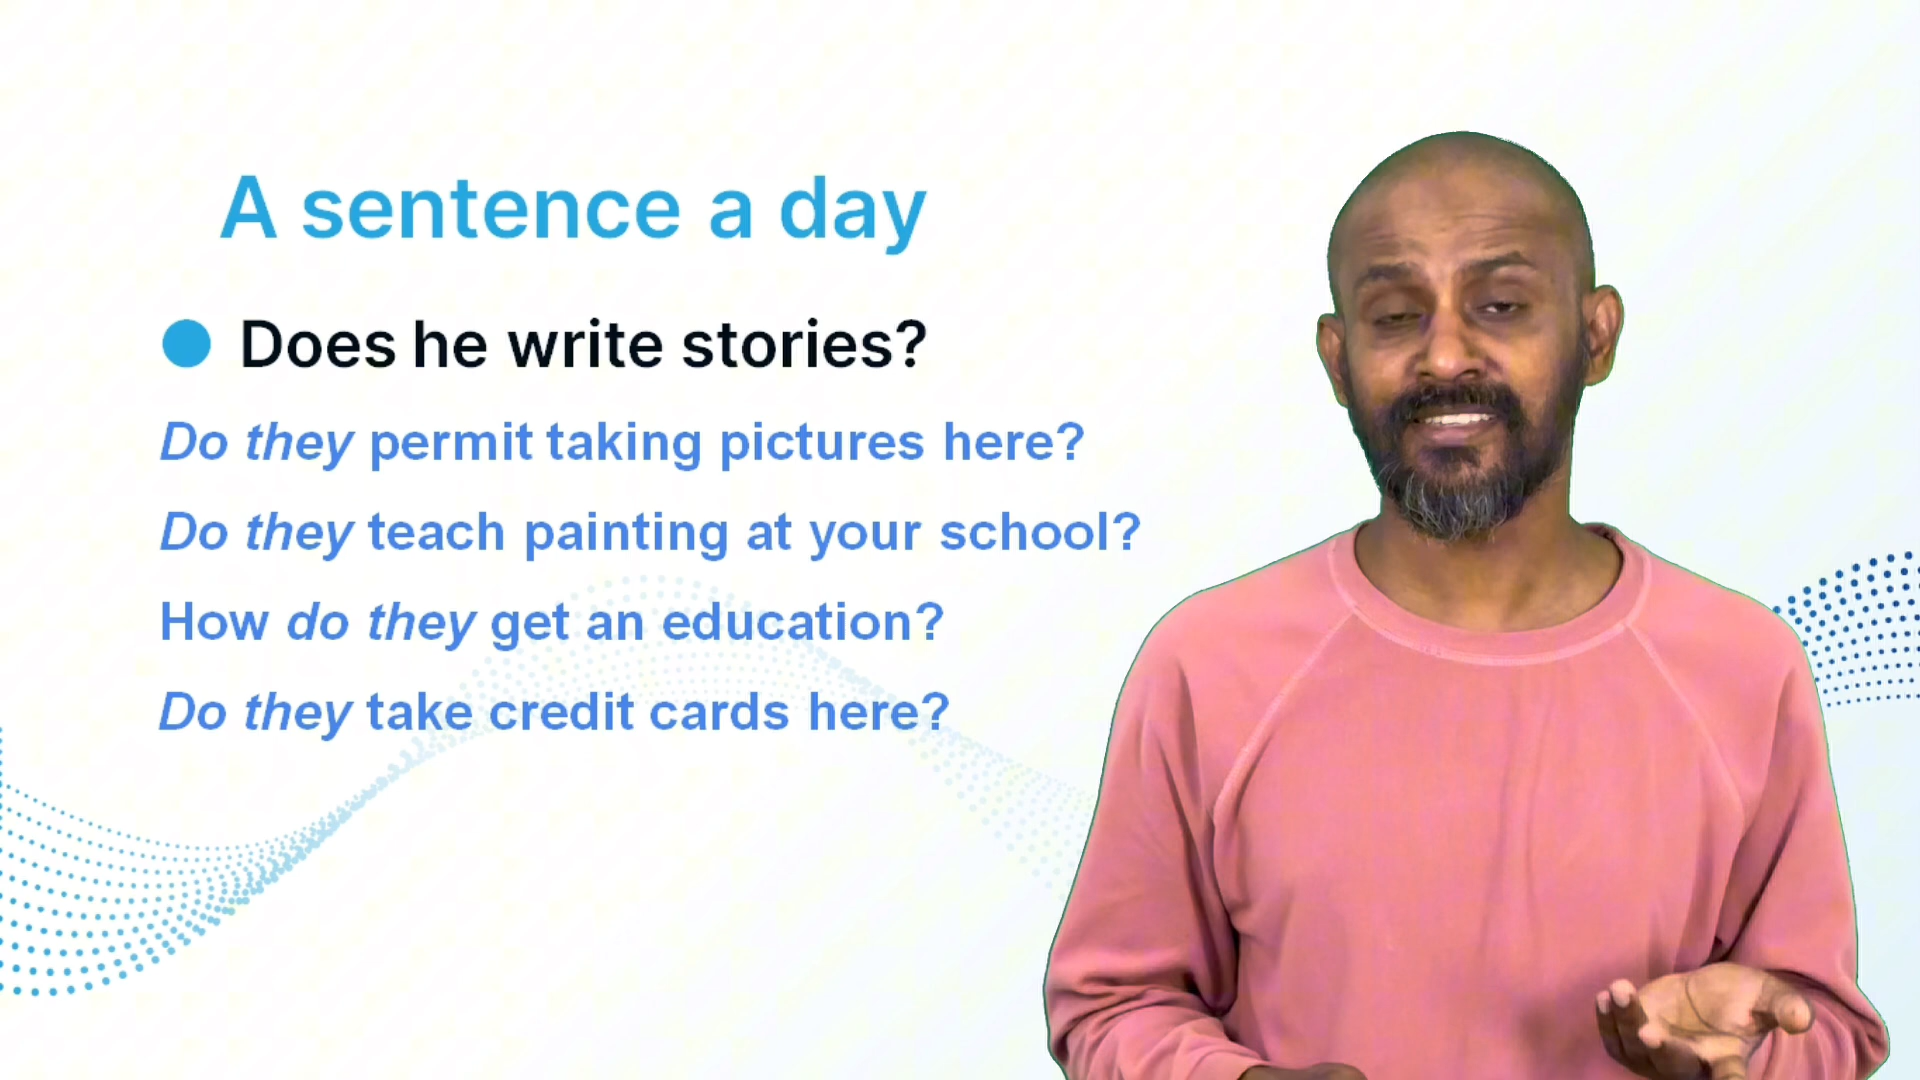 A sentence a day
Does he write stories?
Do they permit taking pictures here?
Do they teach painting at your school?
How do they get an education?
Do they take credit cards here?